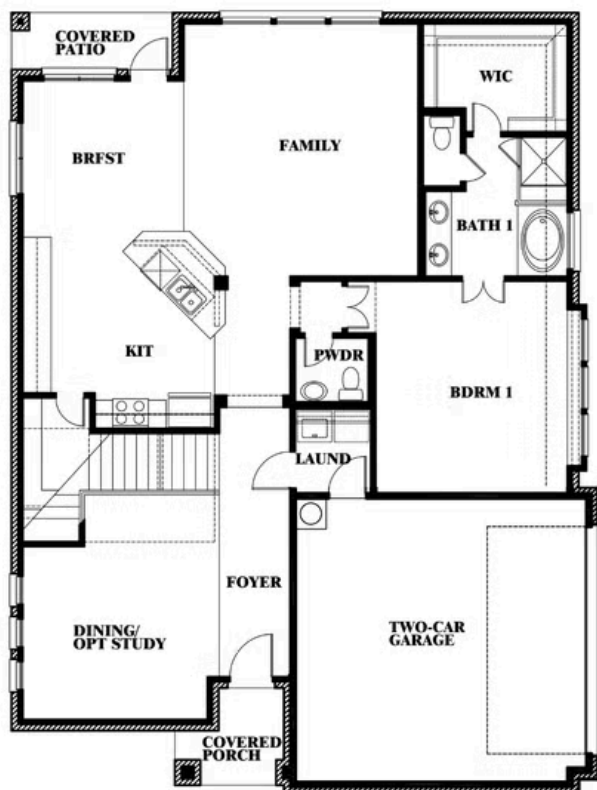 COVERED
PATIO
WIC
FAMILY
BRFST
BATH 1
KIT
PWDR
BDRM 1
LAUND
FOYER
DINING/
OPT STUDY
TWO-CAR
GARAGE
COVERED
PORCH